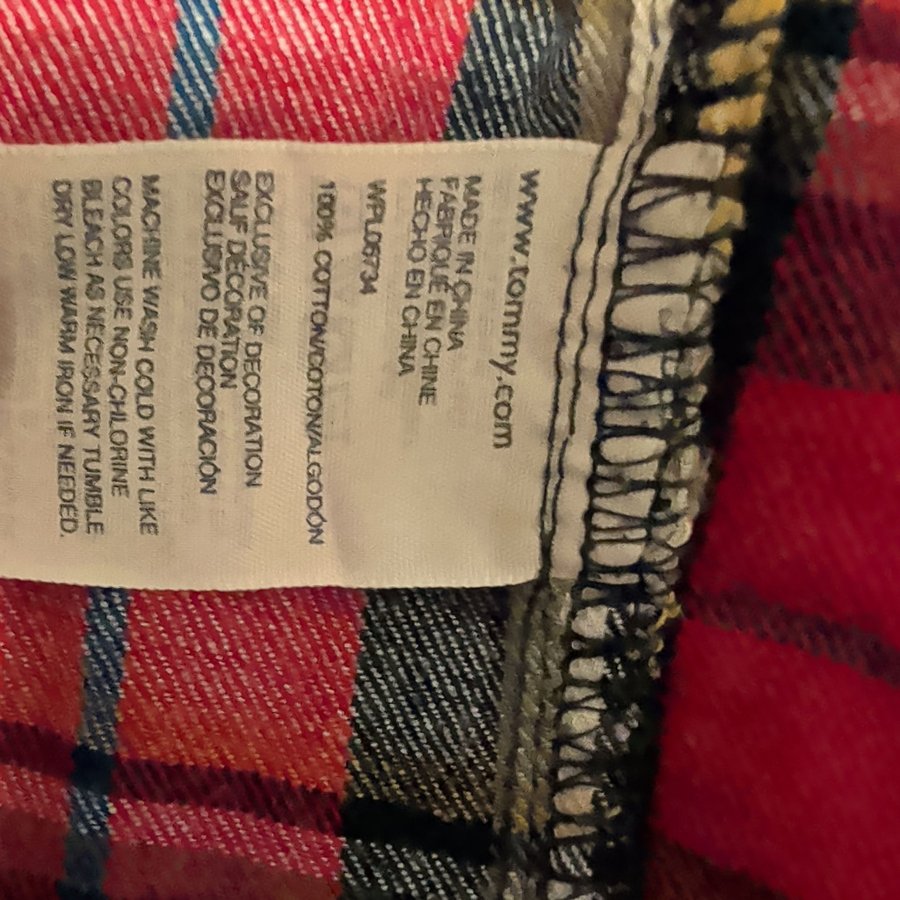 www.tommy.com
MADE IN CHINA
FABRIQUÉ EN CHINE
HECHO EN CHINA
WPL06734
100% COTTON/COTON/ALGODÓN
EXCLUSIVE OF DECORATION
SAUF DÉCORATION
EXCLUSIVO DE DECORACIÓN
MACHINE WASH COLD WITH LIKE
COLORS USE NON-CHLORINE
BLEACH AS NECESSARY TUMBLE
DRY LOW WARM IRON IF NEEDED.